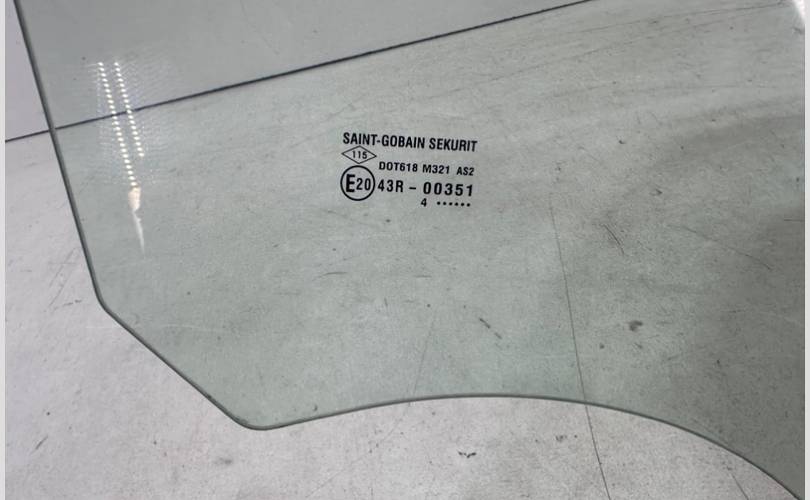 SAINT-GOBAIN SEKURIT
115
DOT618 M321 AS2
E20 43R - 00351
4 ······